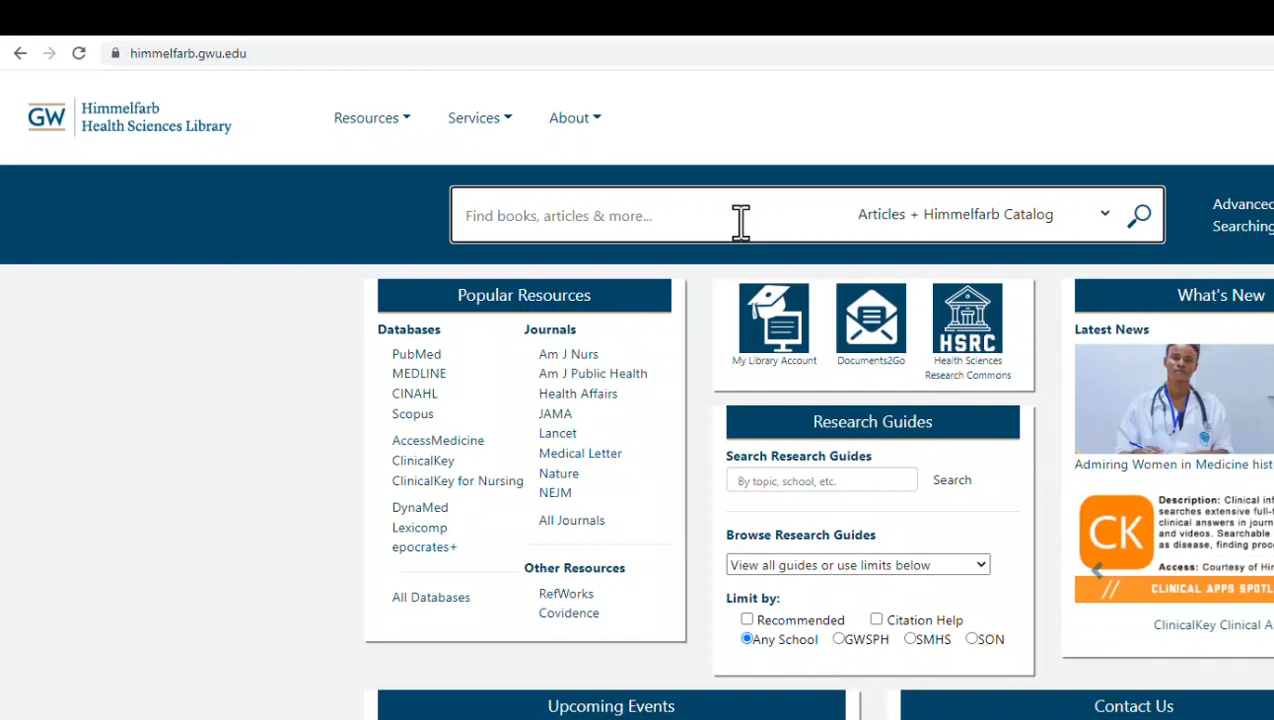 himmelfarb.gwu.edu
GW
Himmelfarb
Health Sciences Library
Resources
Services
About
Find books, articles & more...
Articles + Himmelfarb Catalog
Advanced
Searching
Popular Resources
Databases
PubMed
MEDLINE
CINAHL
Scopus
AccessMedicine
ClinicalKey
ClinicalKey for Nursing
DynaMed
Lexicomp
epocrates+
All Databases
Journals
Am J Nurs
Am J Public Health
Health Affairs
JAMA
Lancet
Medical Letter
Nature
NEJM
All Journals
Other Resources
RefWorks
Covidence
My Library Account
Documents2Go
HSRC
Health Sciences
Research Commons
Research Guides
Search Research Guides
By topic, school, etc.
Search
Browse Research Guides
View all guides or use limits below
Limit by:
Recommended
Citation Help
Any School
GWSPH
SMHS
SON
What's New
Latest News
Admiring Women in Medicine hist
CK
Description: Clinical inf
searches extensive full-t
clinical answers in journ
and videos. Searchable
as disease, finding proce
Access: Courtesy of Hir
CLINICAL APPS SPOTL
ClinicalKey Clinical A
Upcoming Events
Contact Us